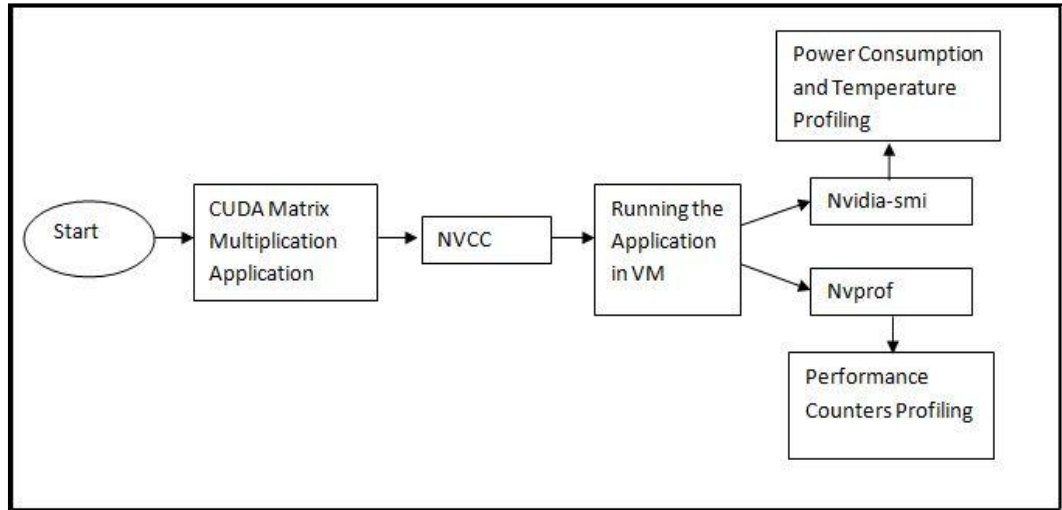 Start
CUDA Matrix
Multiplication
Application
NVCC
Running the
Application
in VM
Power Consumption
and Temperature
Profiling
Nvidia-smi
Nvprof
Performance
Counters Profiling